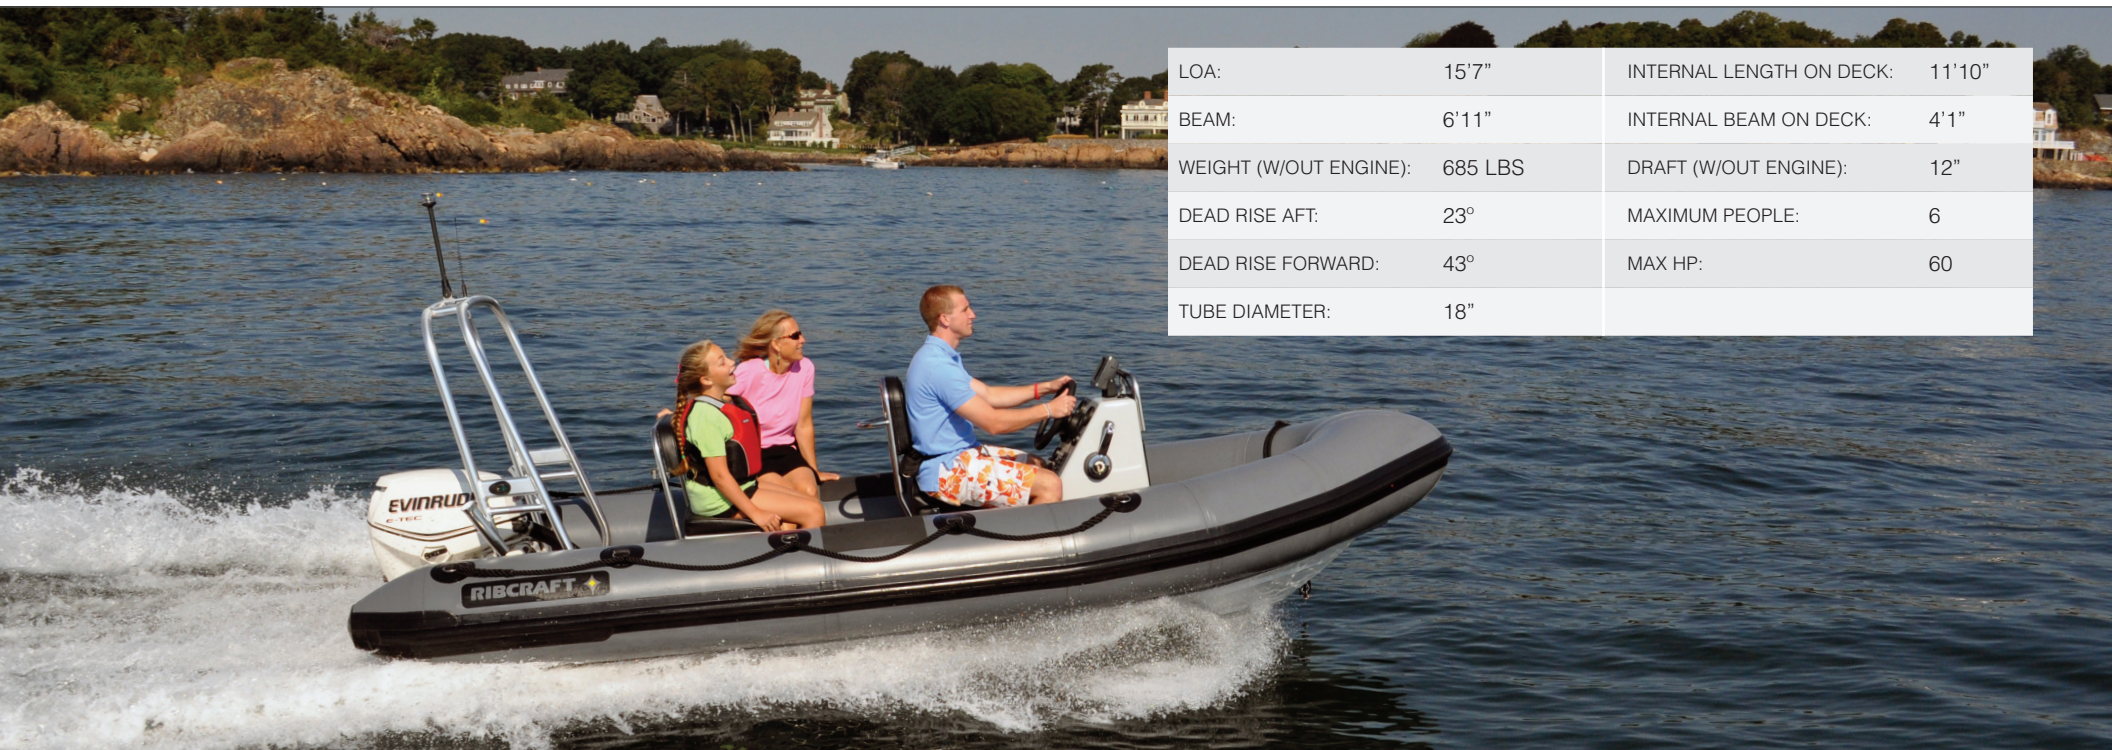 LOA: 15’7”
BEAM: 6’11”
WEIGHT (W/OUT ENGINE): 685 LBS
DEAD RISE AFT: 23º
DEAD RISE FORWARD: 43º
TUBE DIAMETER: 18”
INTERNAL LENGTH ON DECK: 11’10”
INTERNAL BEAM ON DECK: 4’1”
DRAFT (W/OUT ENGINE): 12”
MAXIMUM PEOPLE: 6
MAX HP: 60
EVINRUD
E-TEC
RIBCRAFT